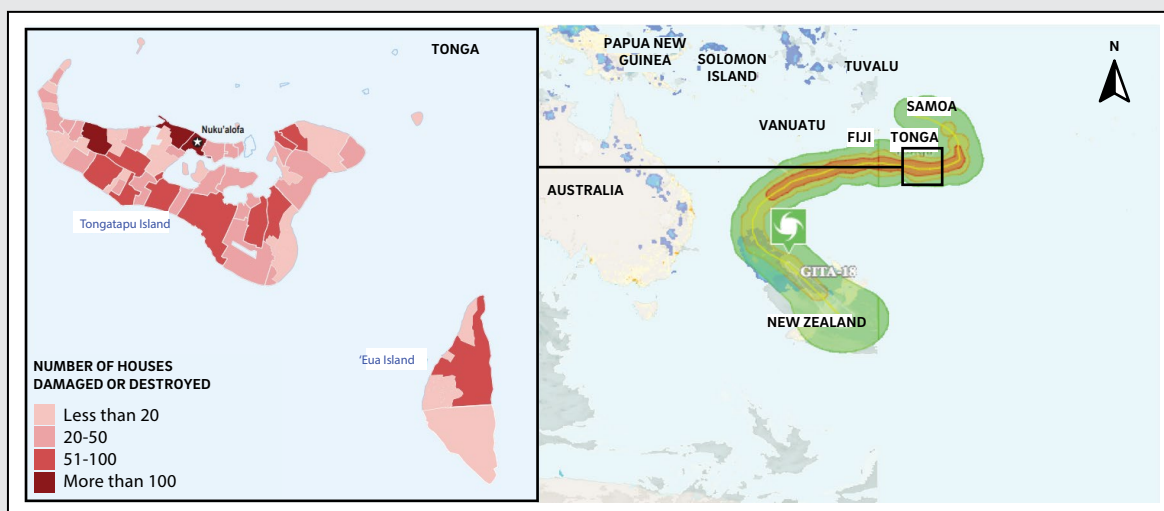 TONGA
Nuku'alofa
Tongatapu Island
'Eua Island
NUMBER OF HOUSES
DAMAGED OR DESTROYED
Less than 20
20-50
51-100
More than 100
PAPUA NEW
GUINEA
SOLOMON
ISLAND
TUVALU
N
SAMOA
VANUATU
FIJI
TONGA
AUSTRALIA
GITA-18
NEW ZEALAND